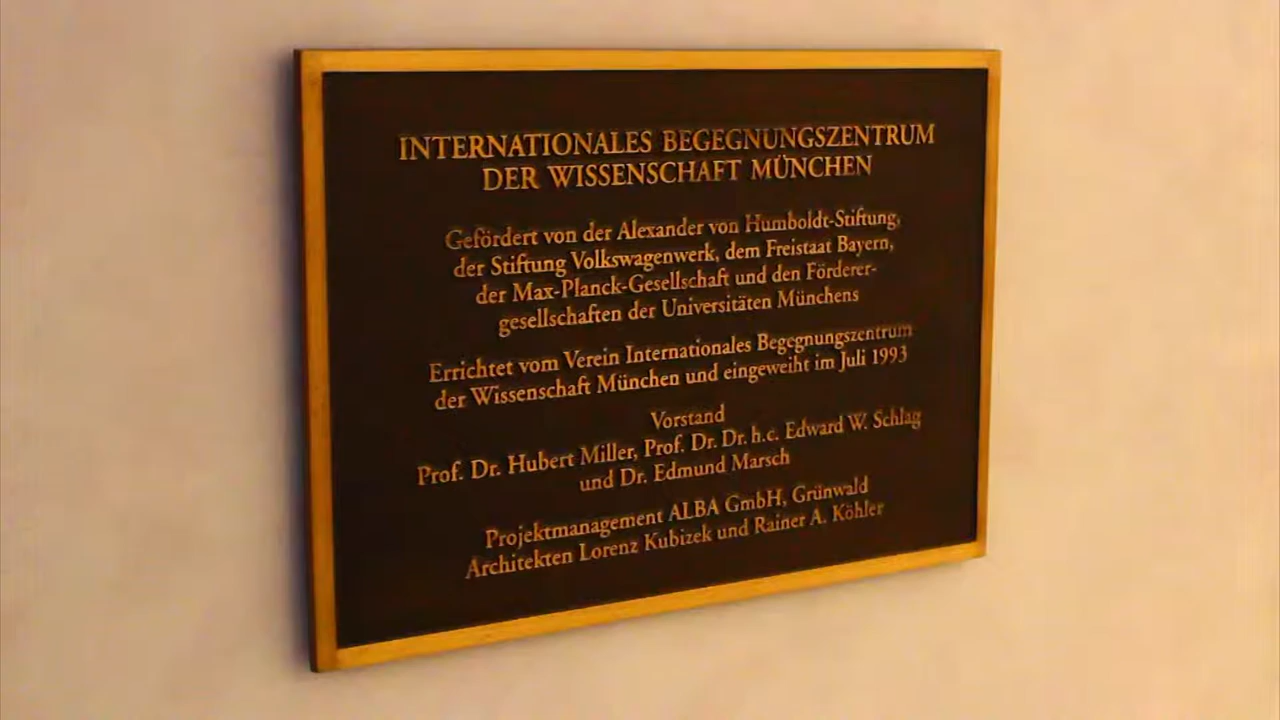 INTERNATIONALES BEGEGNUNGSZENTRUM
DER WISSENSCHAFT MÜNCHEN
Gefördert von der Alexander von Humboldt-Stiftung,
der Stiftung Volkswagenwerk, dem Freistaat Bayern,
der Max-Planck-Gesellschaft und den Förderer-
gesellschaften der Universitäten Münchens
Errichtet vom Verein Internationales Begegnungszentrum
der Wissenschaft München und eingeweiht im Juli 1993
Vorstand
Prof. Dr. Hubert Miller, Prof. Dr. Dr. h.c. Edward W. Schlag
und Dr. Edmund Marsch
Projektmanagement ALBA GmbH, Grünwald
Architekten Lorenz Kubizek und Rainer A. Köhler